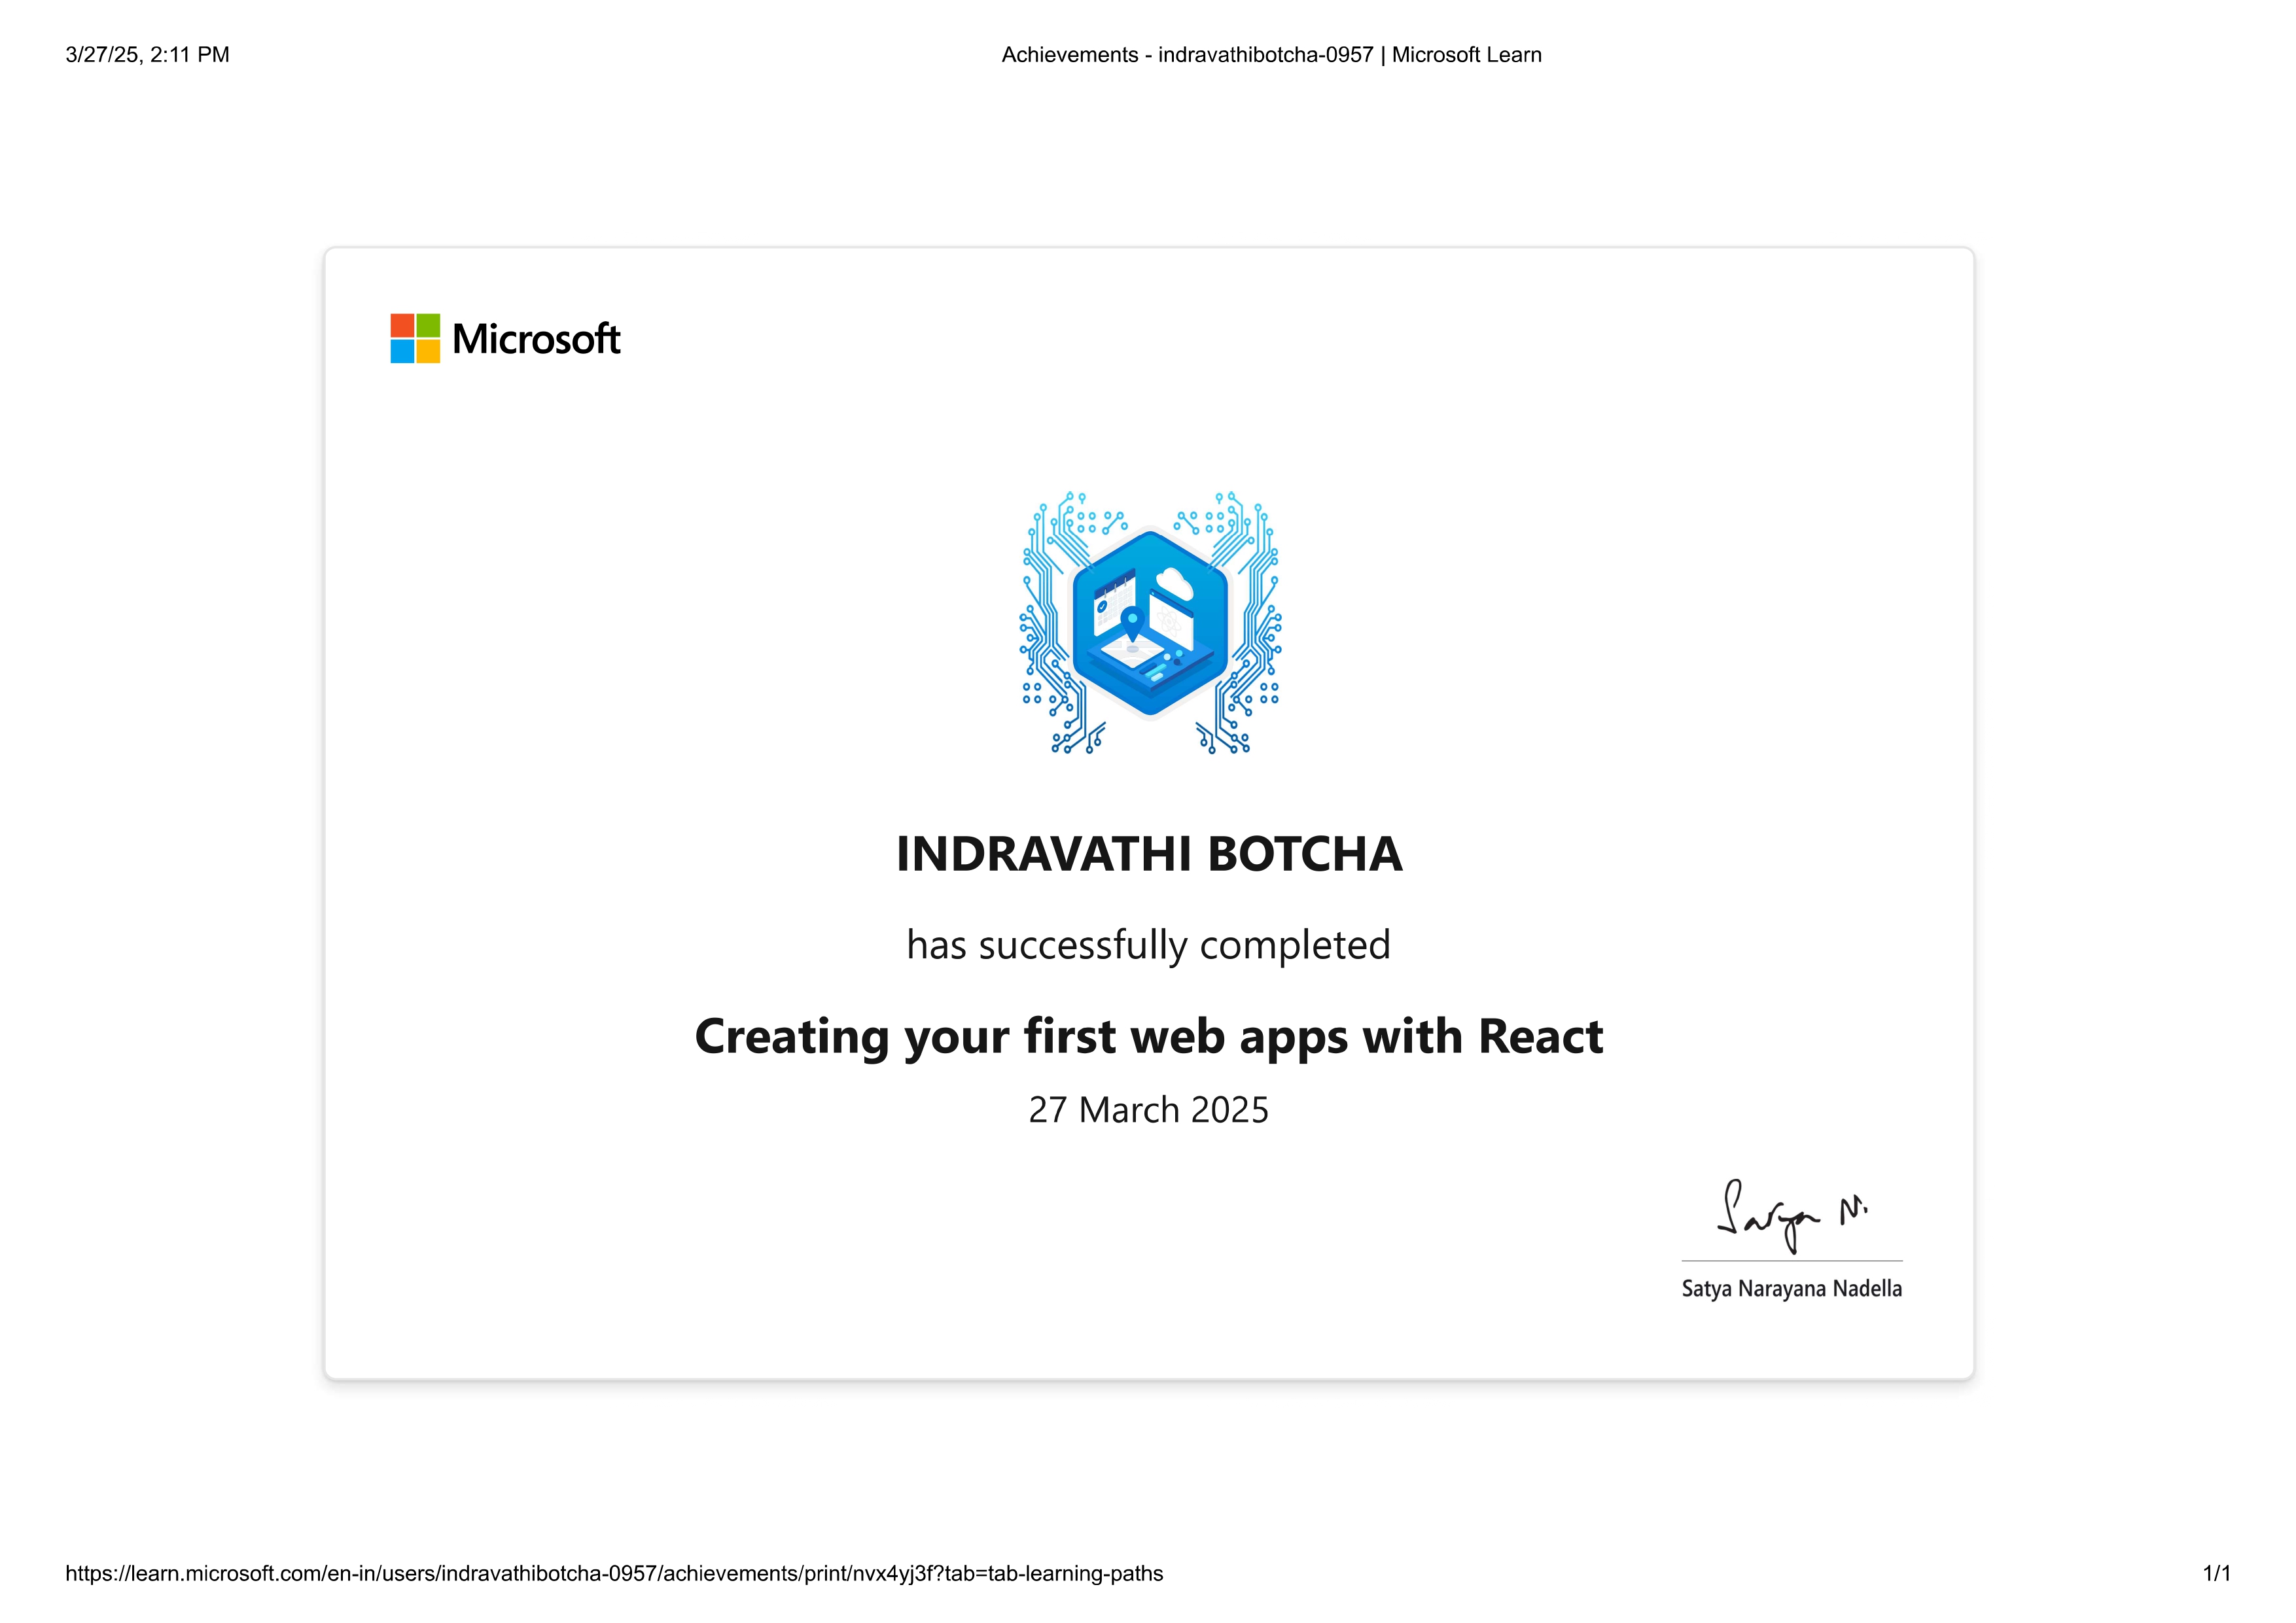 3/27/25, 2:11 PM
Achievements - indravathibotcha-0957 | Microsoft Learn
Microsoft
INDRAVATHI BOTCHA
has successfully completed
Creating your first web apps with React
27 March 2025
Satya N.
Satya Narayana Nadella
https://learn.microsoft.com/en-in/users/indravathibotcha-0957/achievements/print/nvx4yj3f?tab=tab-learning-paths
1/1